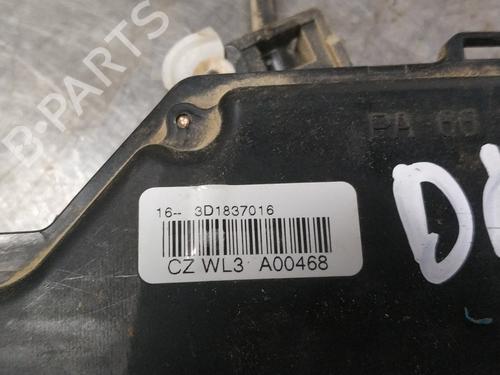 B-PARTS
PA 66
16-- 3D1837016
CZ WL3 A00468